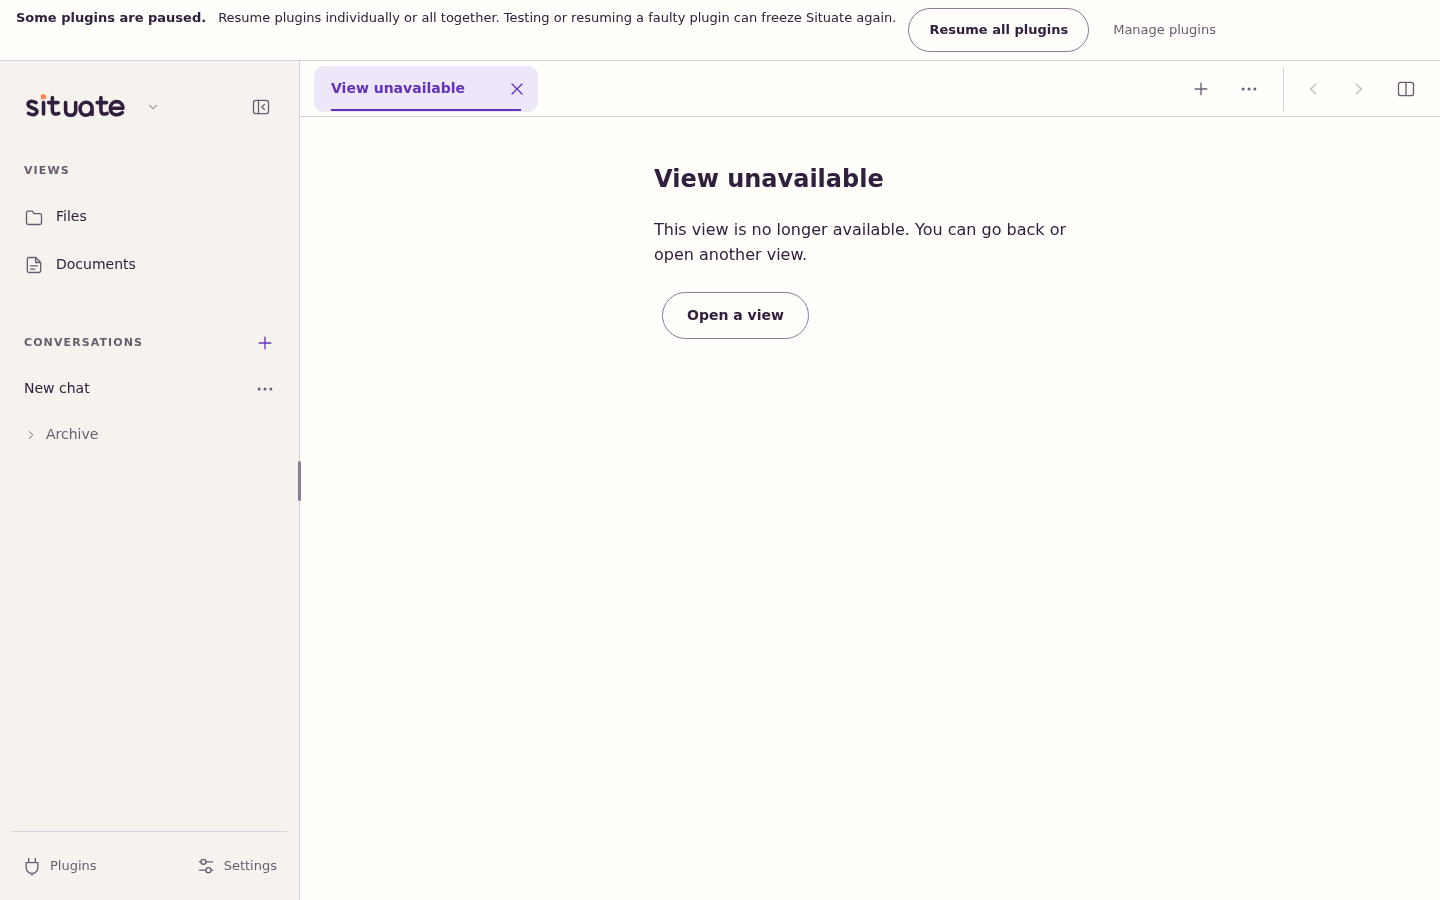 Some plugins are paused. Resume plugins individually or all together. Testing or resuming a faulty plugin can freeze Situate again. Resume all plugins Manage plugins
situate
VIEWS
Files
Documents
CONVERSATIONS
New chat
Archive
Plugins
Settings
View unavailable
View unavailable
This view is no longer available. You can go back or
open another view.
Open a view